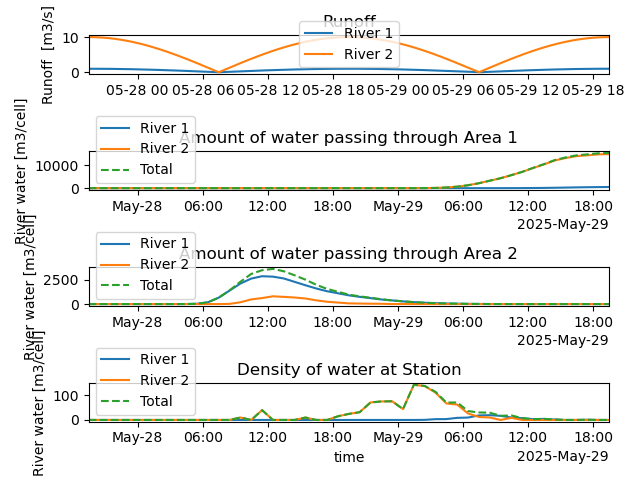 Runoff
Runoff  [m3/s]
10
0
River 1
River 2
05-28 00 05-28 06 05-28 12 05-28 18 05-29 00 05-29 06 05-29 12 05-29 18
Amount of water passing through Area 1
River water [m3/cell]
10000
0
River 1
River 2
Total
May-28 06:00 12:00 18:00 May-29 06:00 12:00 18:00
2025-May-29
Amount of water passing through Area 2
River water [m3/cell]
2500
0
River 1
River 2
Total
May-28 06:00 12:00 18:00 May-29 06:00 12:00 18:00
2025-May-29
Density of water at Station
River water [m3/cell]
100
0
River 1
River 2
Total
May-28 06:00 12:00 18:00 May-29 06:00 12:00 18:00
time
2025-May-29